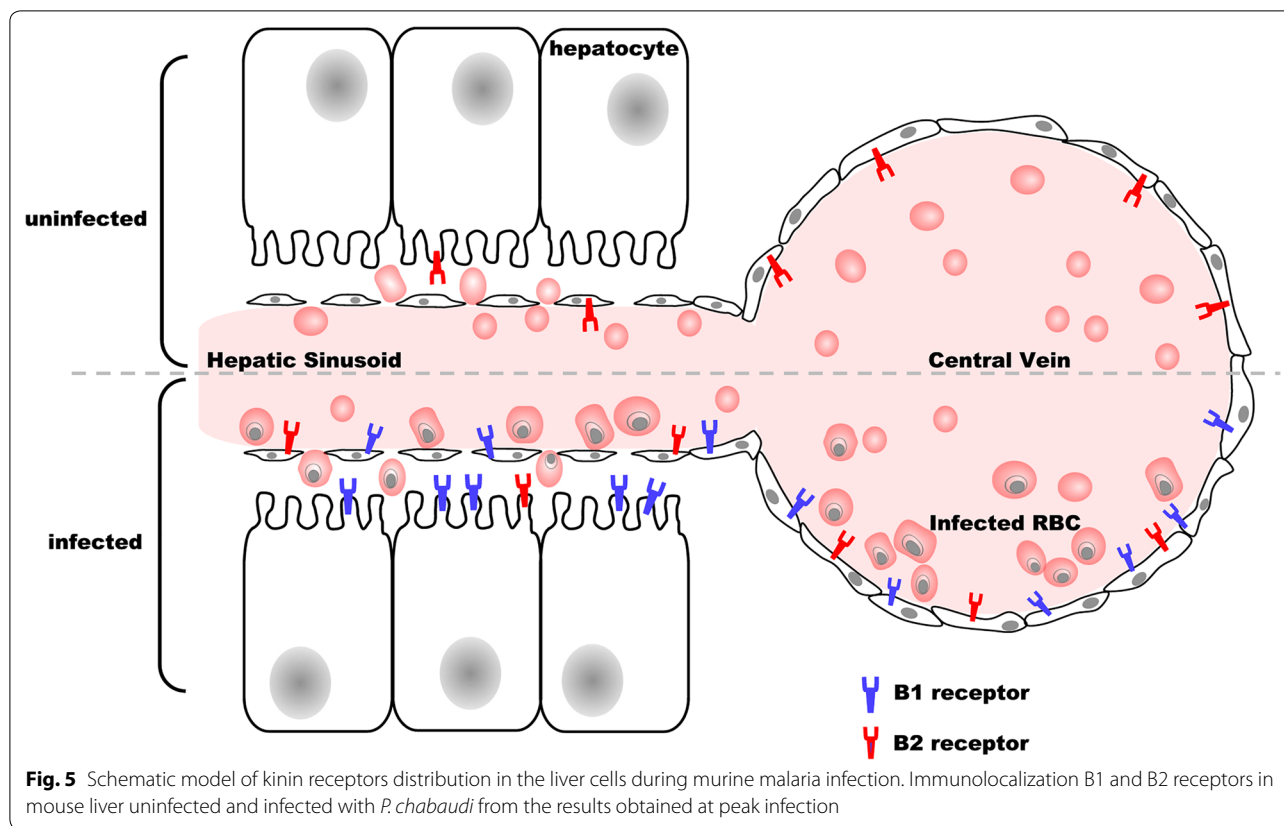 hepatocyte
uninfected
Hepatic Sinusoid
Central Vein
Infected RBC
infected
B1 receptor
B2 receptor
Fig. 5 Schematic model of kinin receptors distribution in the liver cells during murine malaria infection. Immunolocalization B1 and B2 receptors in
mouse liver uninfected and infected with P. chabaudi from the results obtained at peak infection